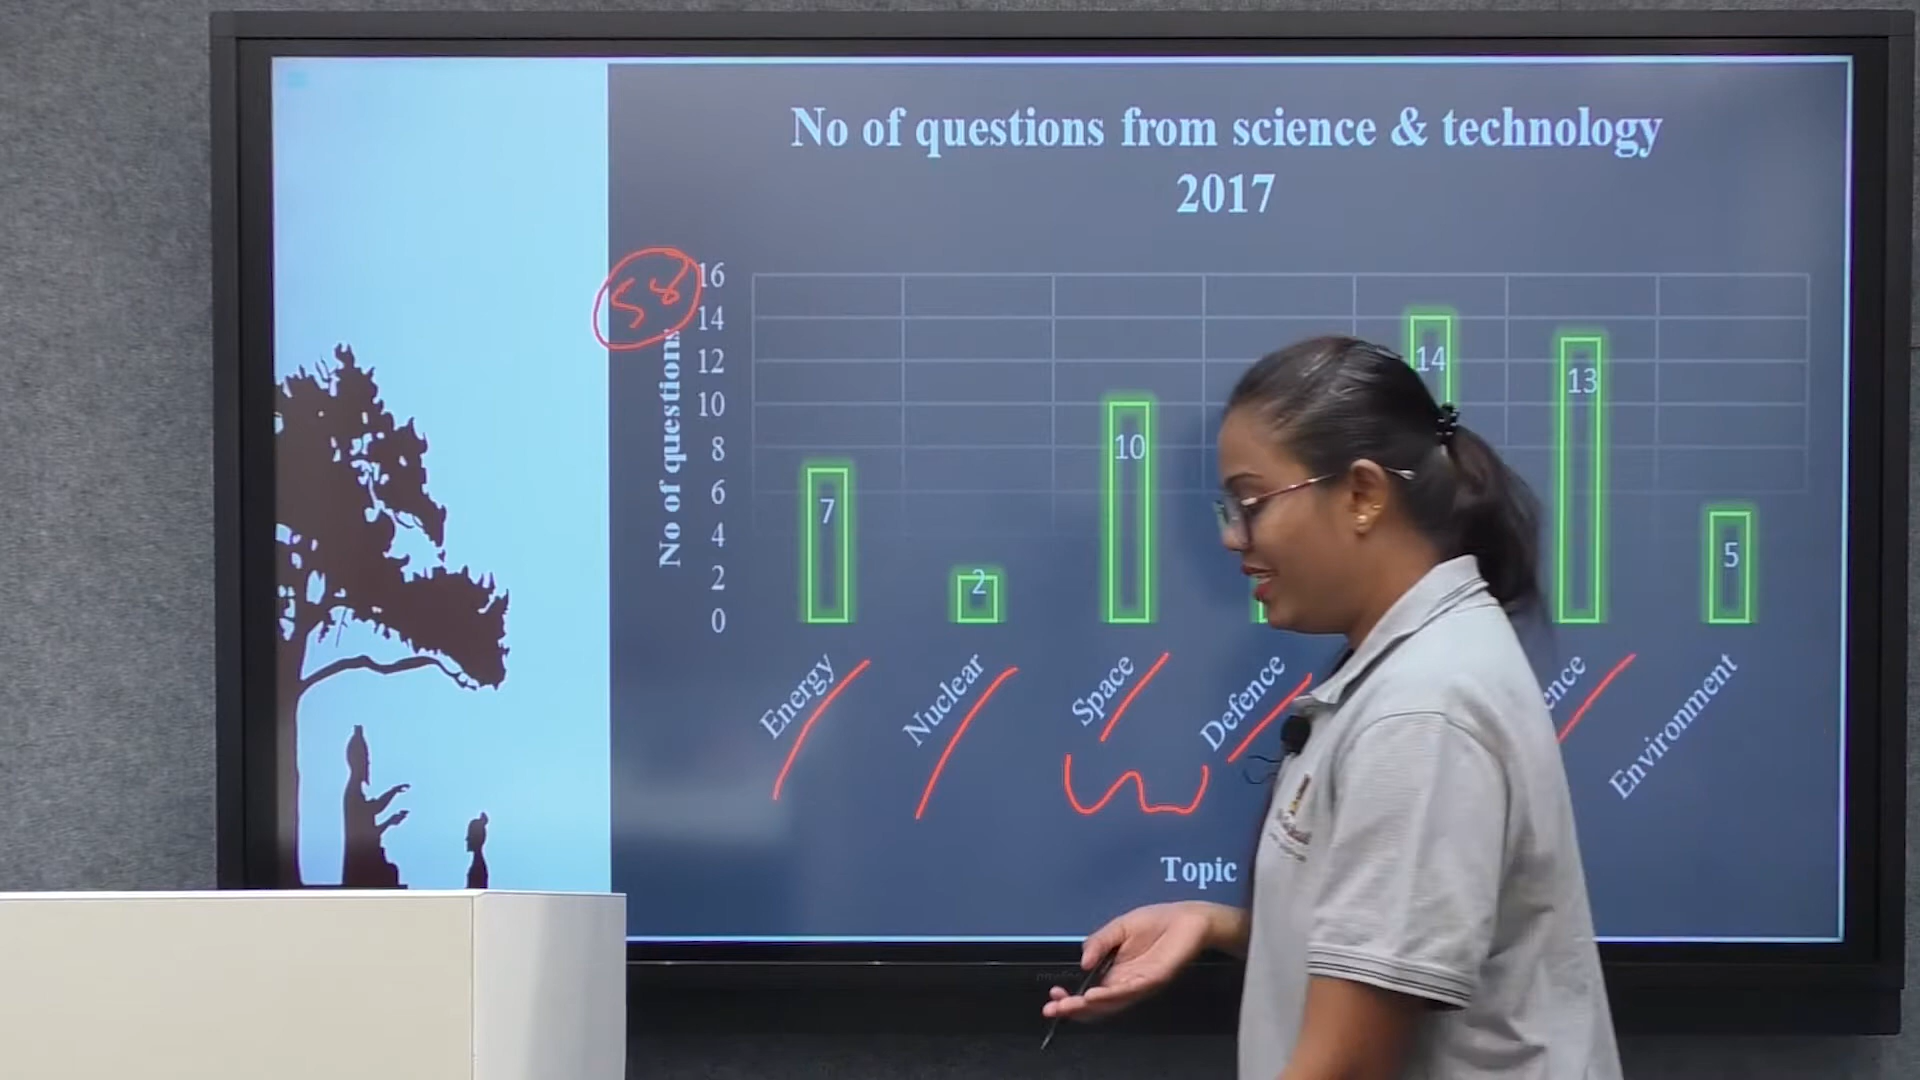 No of questions from science & technology
2017
58
No of questions
16
14
12
10
8
6
4
2
0
7
2
10
14
13
5
Energy
Nuclear
Space
Defence
ence
Environment
Topic